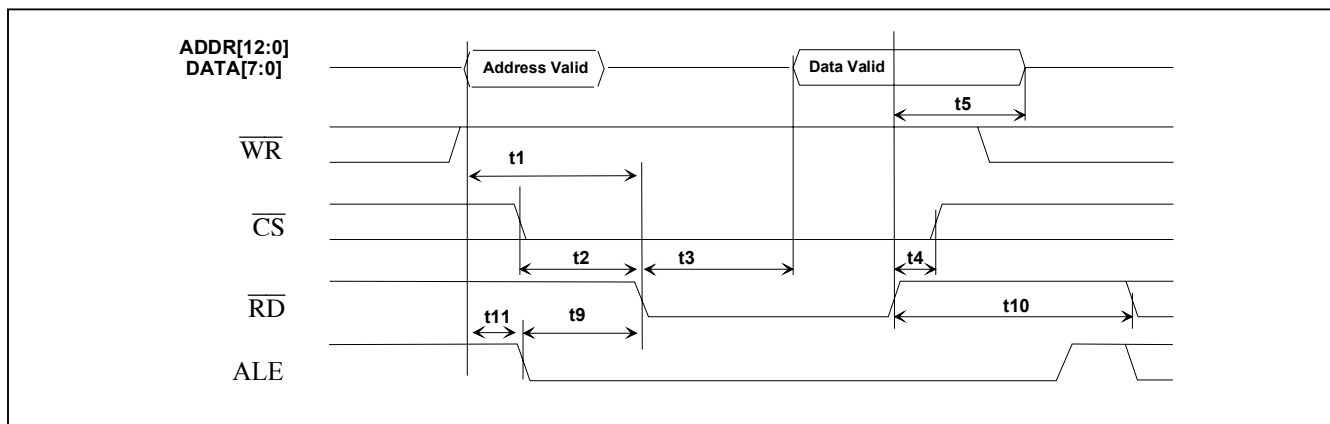 ADDR[12:0]
DATA[7:0]
Address Valid
Data Valid
t5
WR
t1
CS
t2
t3
t4
RD
t11
t9
t10
ALE